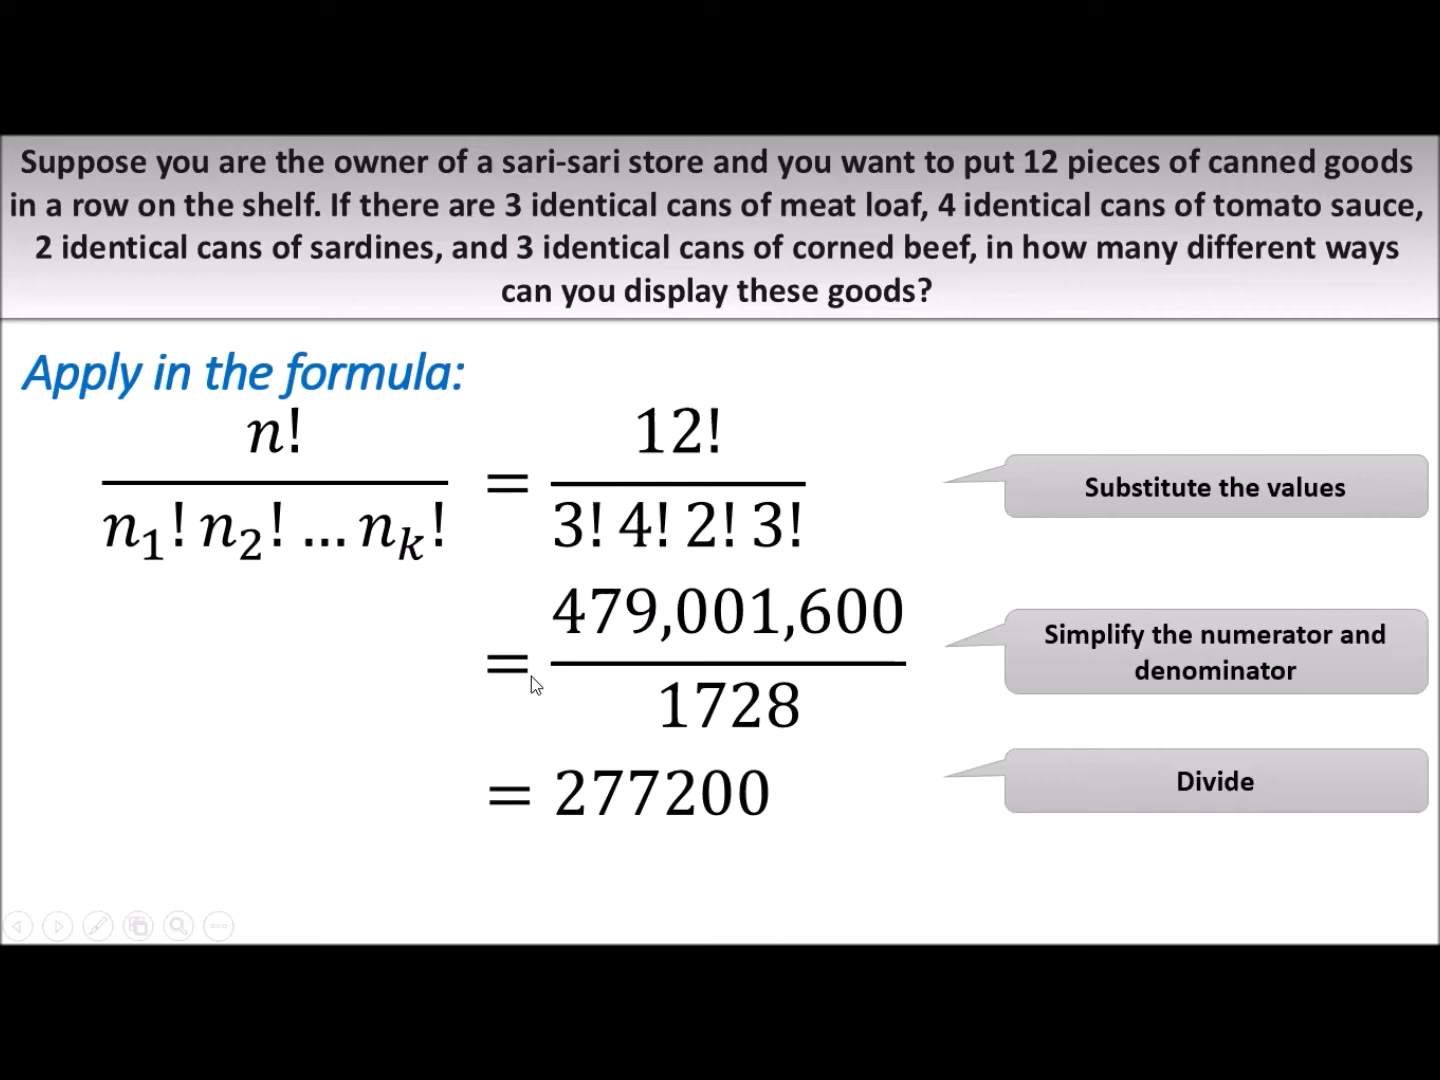 Suppose you are the owner of a sari-sari store and you want to put 12 pieces of canned goods
in a row on the shelf. If there are 3 identical cans of meat loaf, 4 identical cans of tomato sauce,
2 identical cans of sardines, and 3 identical cans of corned beef, in how many different ways
can you display these goods?
Apply in the formula:
n! / n₁! n₂! … nₖ! = 12! / 3! 4! 2! 3!
Substitute the values
= 479,001,600 / 1728
Simplify the numerator and
denominator
= 277200
Divide